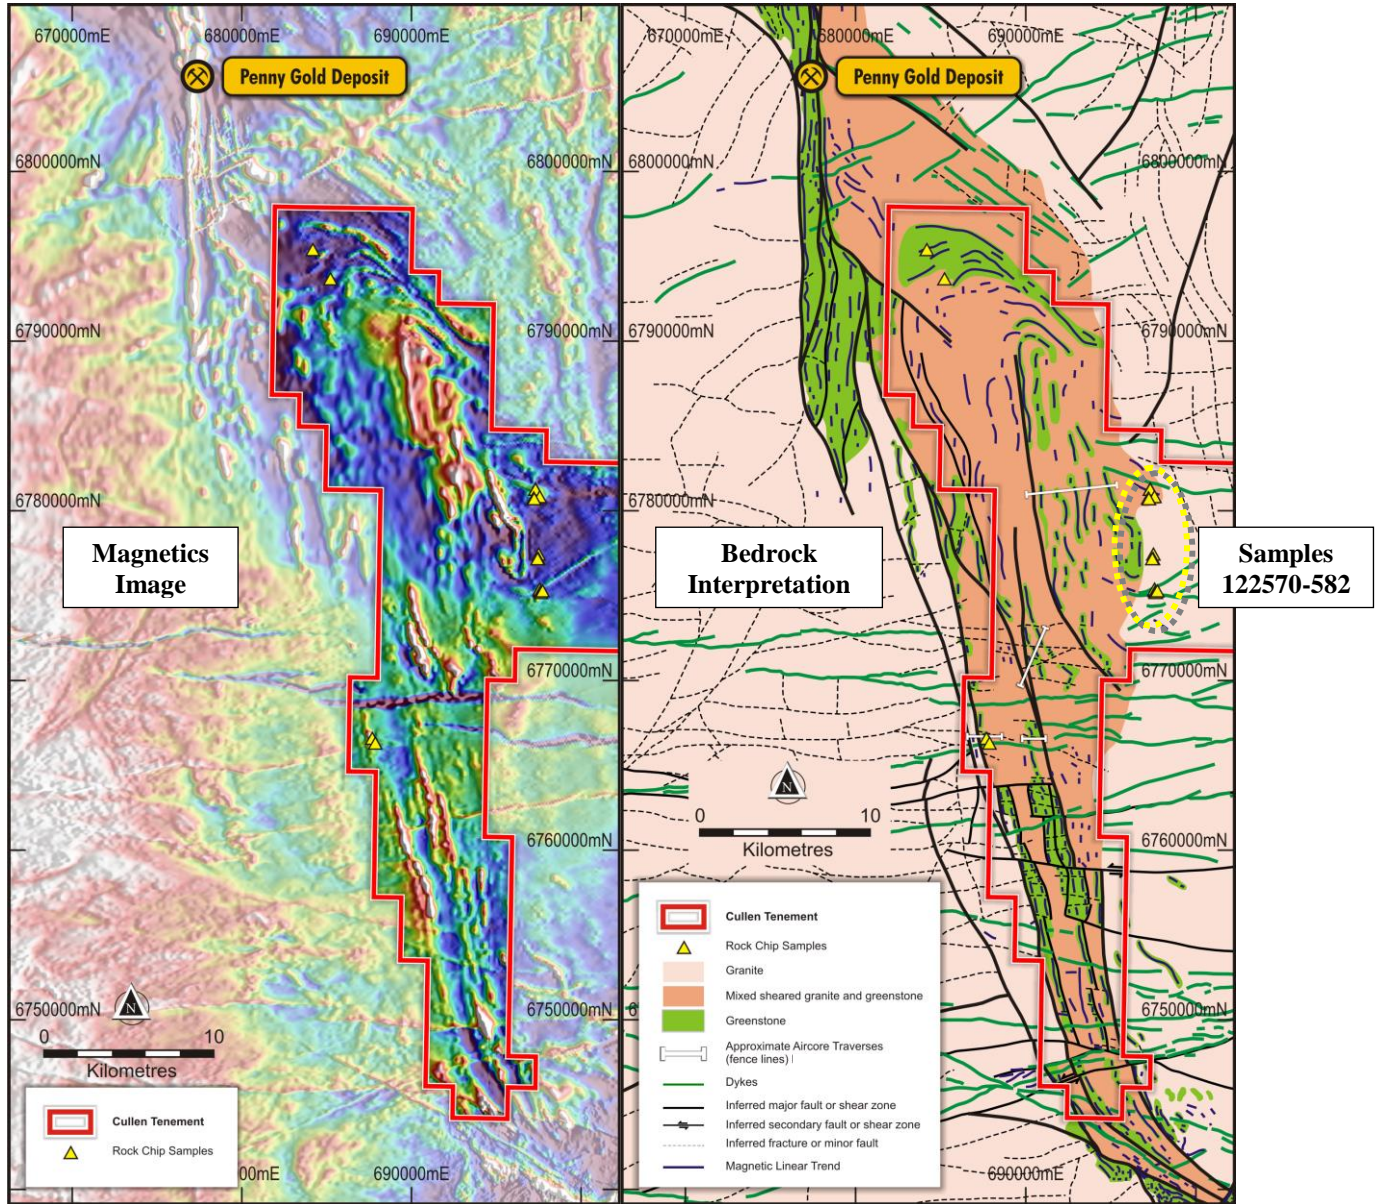 670000mE
680000mE
690000mE
Penny Gold Deposit
6800000mN
6800000mN
6790000mN
6790000mN
6780000mN
Magnetics
Image
6770000mN
6760000mN
6750000mN
6750000mN
N
0
10
Kilometres
Cullen Tenement
Rock Chip Samples
680000mE
690000mE
670000mE
680000mE
690000mE
Penny Gold Deposit
6800000mN
6800000mN
6790000mN
6790000mN
6780000mN
Bedrock
Interpretation
Samples
122570-582
6770000mN
N
0
10
Kilometres
6760000mN
6750000mN
Cullen Tenement
Rock Chip Samples
Granite
Mixed sheared granite and greenstone
Greenstone
Approximate Aircore Traverses
(fence lines)
Dykes
Inferred major fault or shear zone
Inferred secondary fault or shear zone
Inferred fracture or minor fault
Magnetic Linear Trend
690000mE